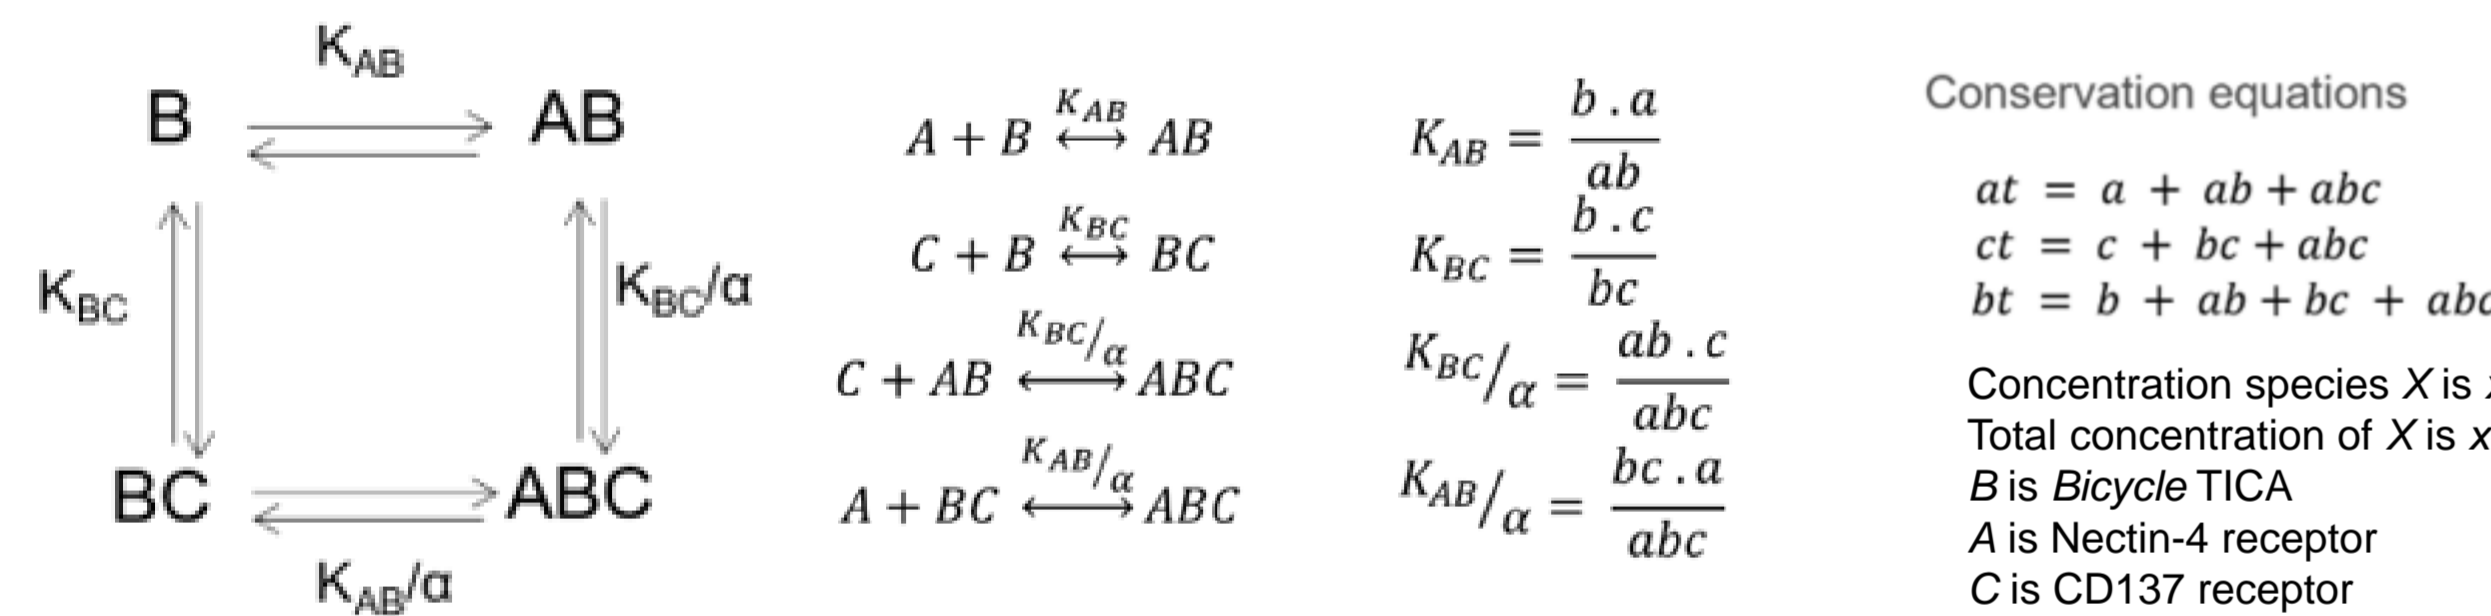 K_AB
B AB
K_BC K_BC/α
BC ABC
K_AB/α
A + B ⟷ AB K_AB
C + B ⟷ BC K_BC
C + AB ⟷ ABC K_BC/α
A + BC ⟷ ABC K_AB/α
K_AB = b . a / ab
K_BC = b . c / bc
K_BC/α = ab . c / abc
K_AB/α = bc . a / abc
Conservation equations
at = a + ab + abc
ct = c + bc + abc
bt = b + ab + bc + abc
Concentration species X is
Total concentration of X is
B is Bicycle TICA
A is Nectin-4 receptor
C is CD137 receptor